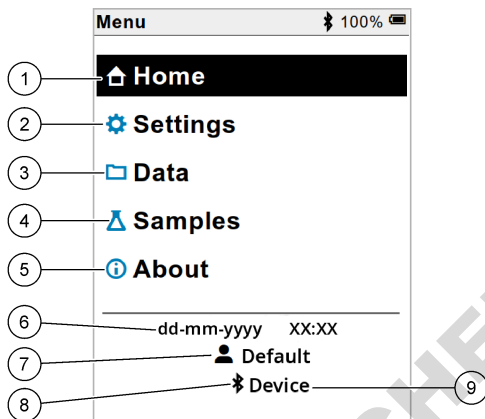 Menu 100%
1 Home
2 Settings
3 Data
4 Samples
5 About
6 dd-mm-yyyy XX:XX
7 Default
8 Device 9